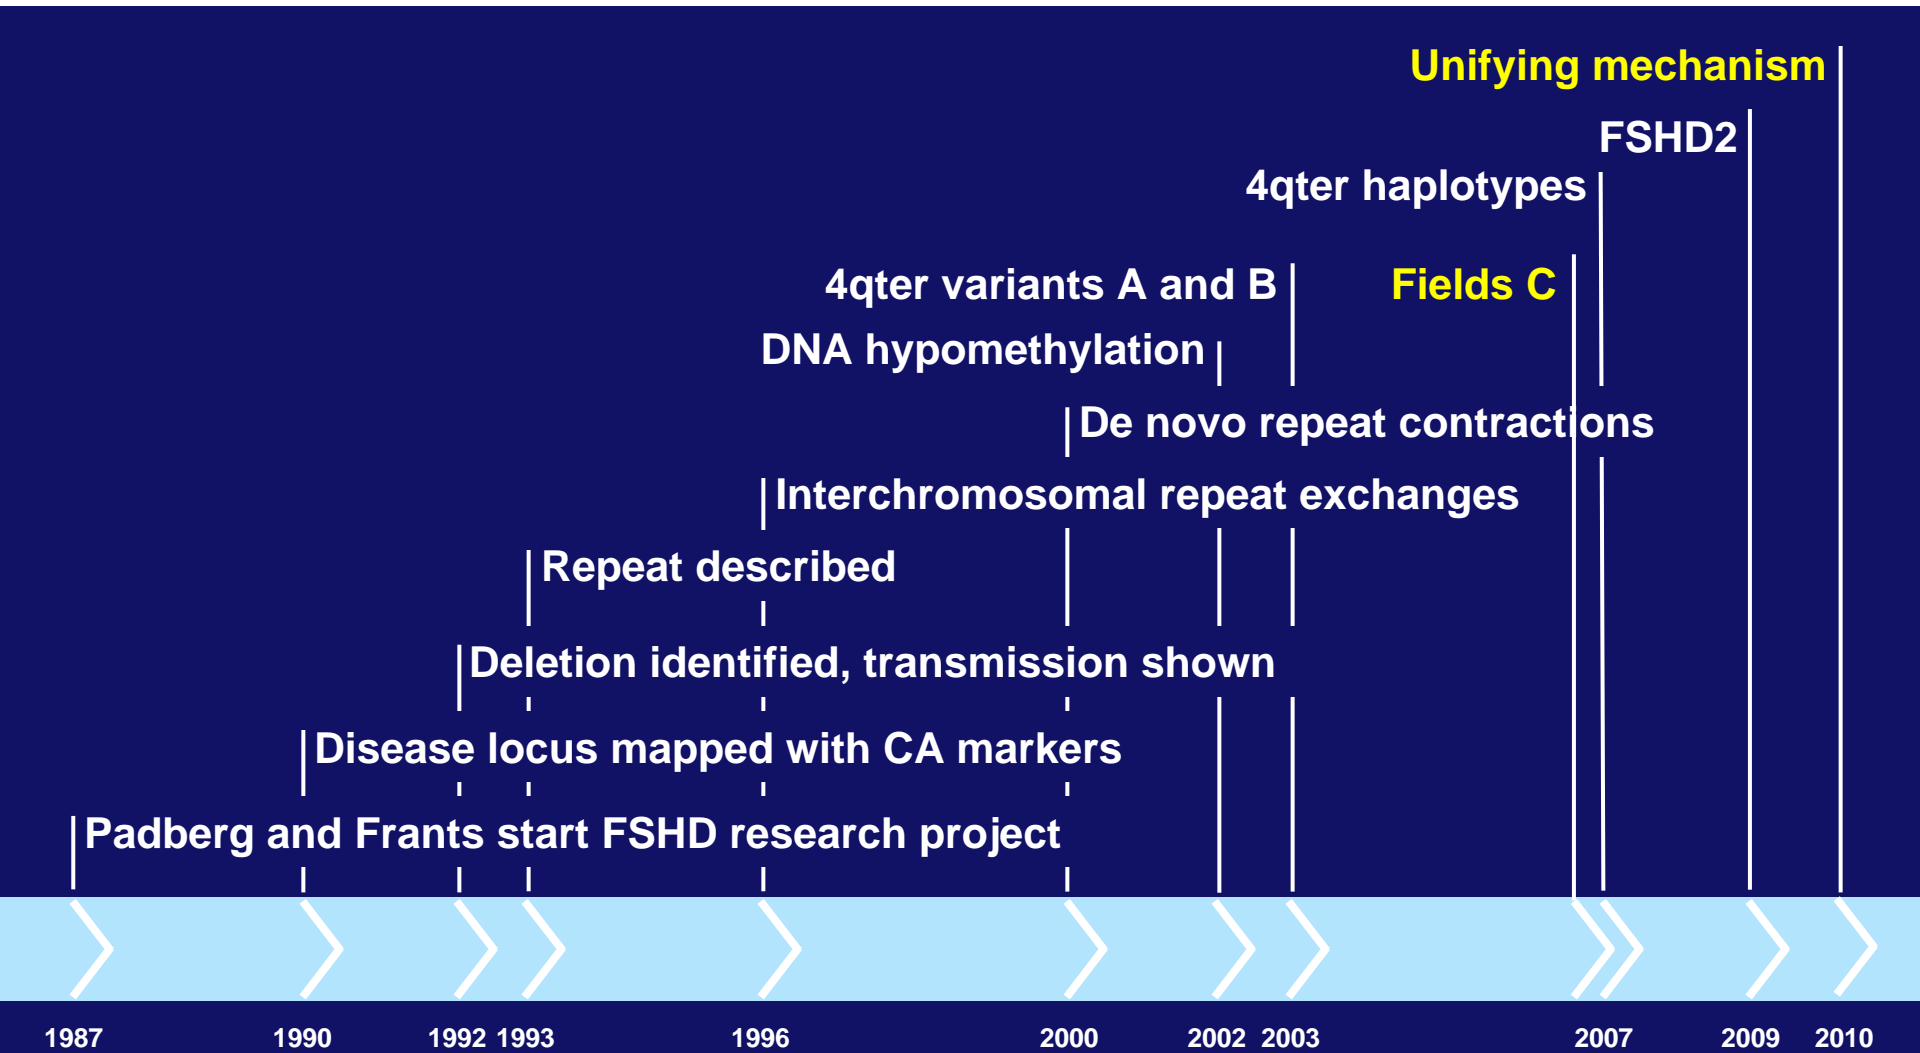 Unifying mechanism
FSHD2
4qter haplotypes
4qter variants A and B
Fields C
DNA hypomethylation
De novo repeat contractions
Interchromosomal repeat exchanges
Repeat described
Deletion identified, transmission shown
Disease locus mapped with CA markers
Padberg and Frants start FSHD research project
1987 1990 1992 1993 1996 2000 2002 2003 2007 2009 2010